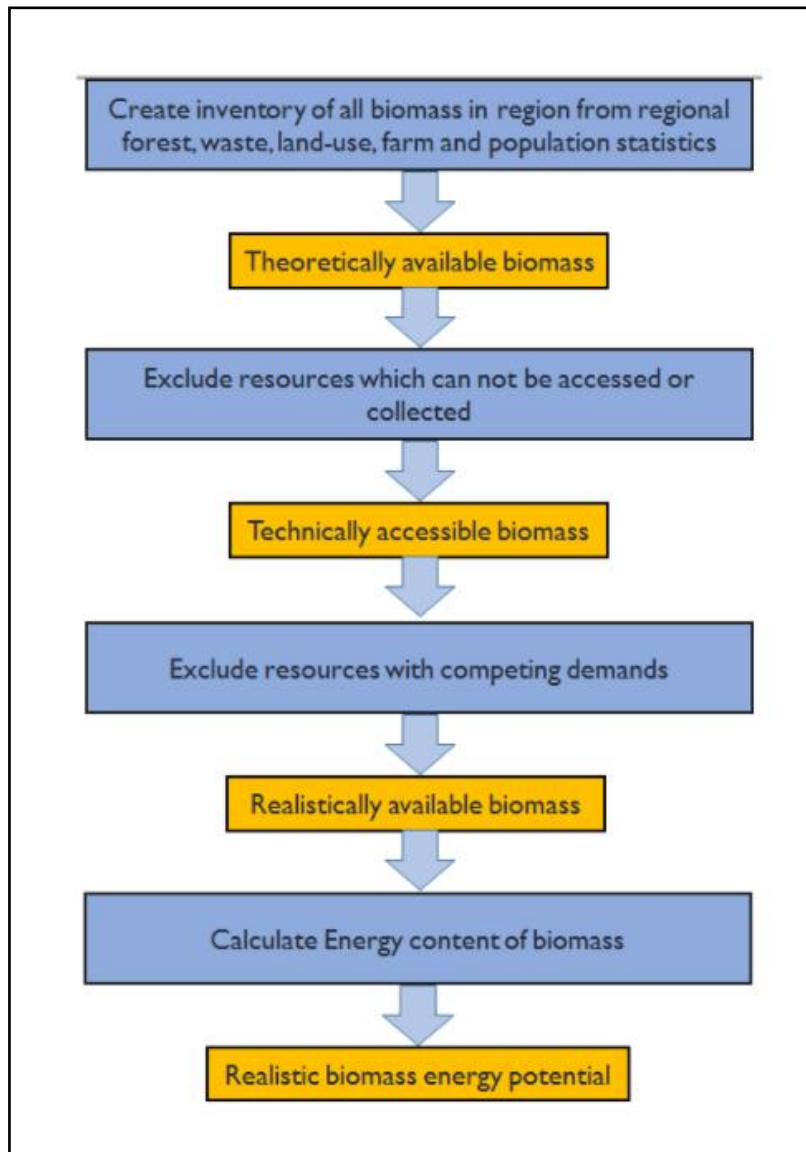 Create inventory of all biomass in region from regional
forest, waste, land-use, farm and population statistics
Theoretically available biomass
Exclude resources which can not be accessed or
collected
Technically accessible biomass
Exclude resources with competing demands
Realistically available biomass
Calculate Energy content of biomass
Realistic biomass energy potential